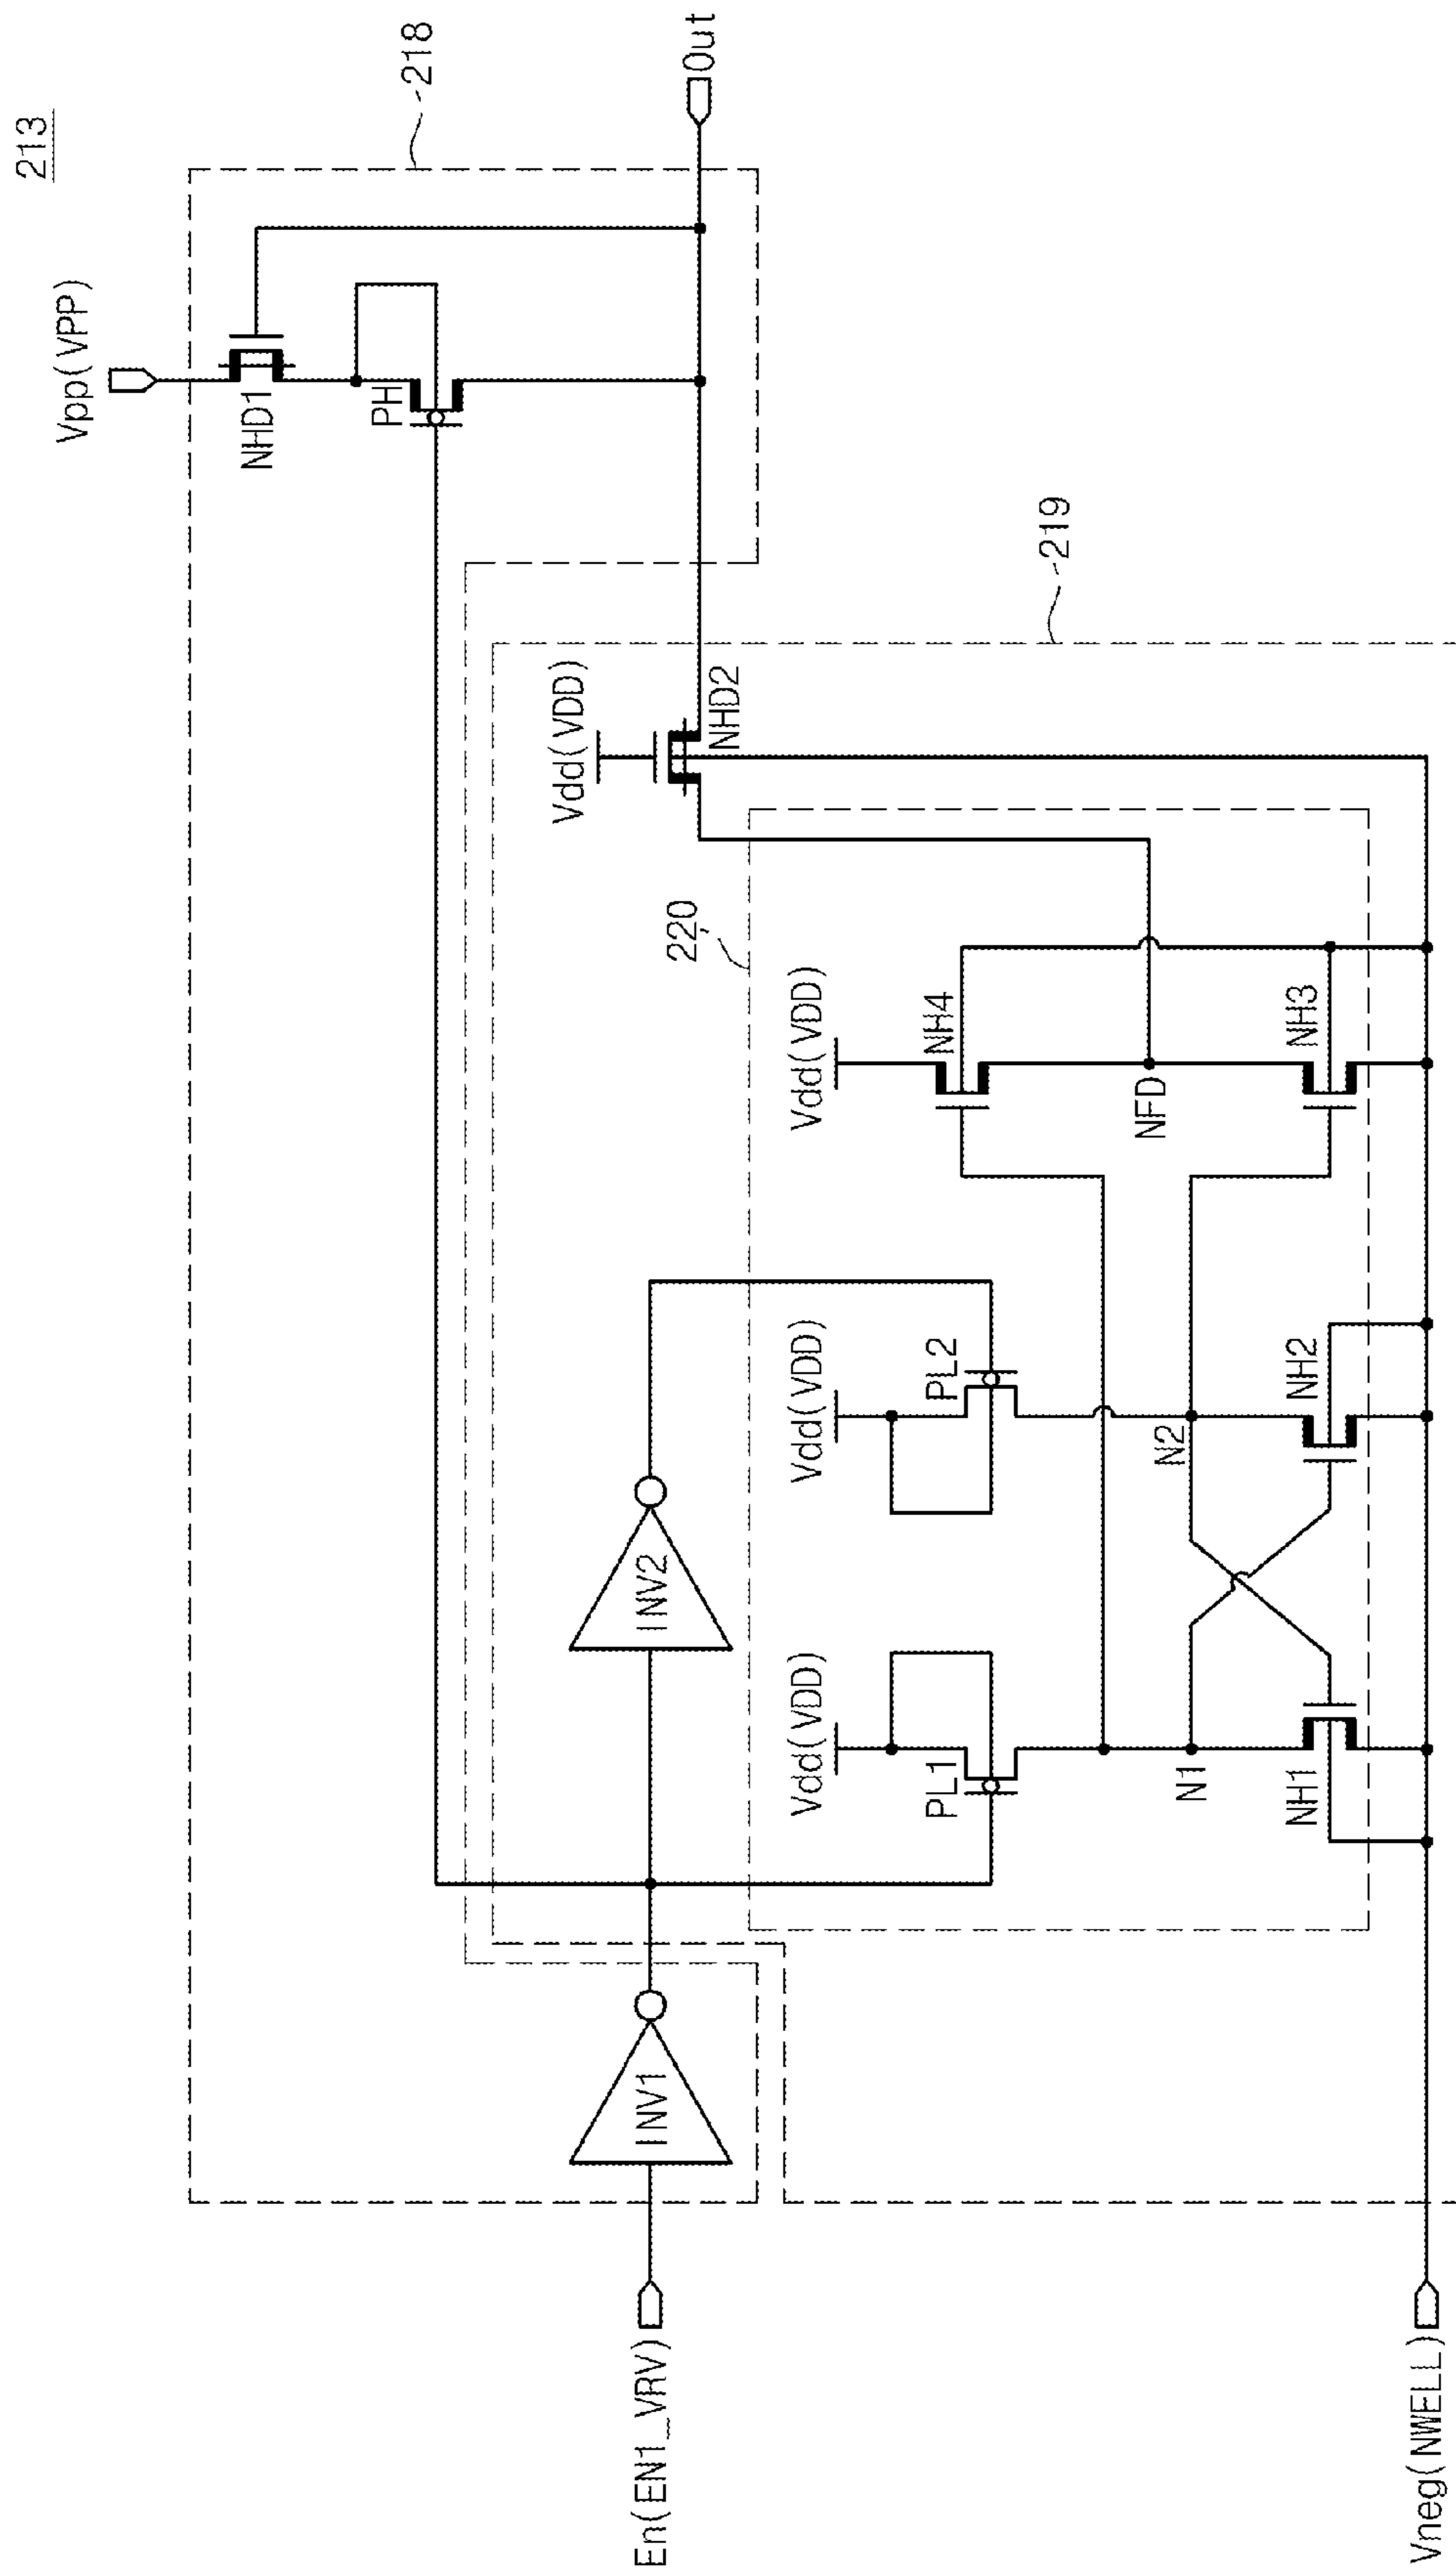 213
218
Vpp(VPP)
NHD1
PH
Out
219
Vdd(VDD)
NHD2
220
Vdd(VDD)
NH4
NFD
NH3
Vdd(VDD)
PL2
N2
NH2
INV2
Vdd(VDD)
PL1
N1
NH1
INV1
En(EN1_VRV)
Vneg(NWELL)